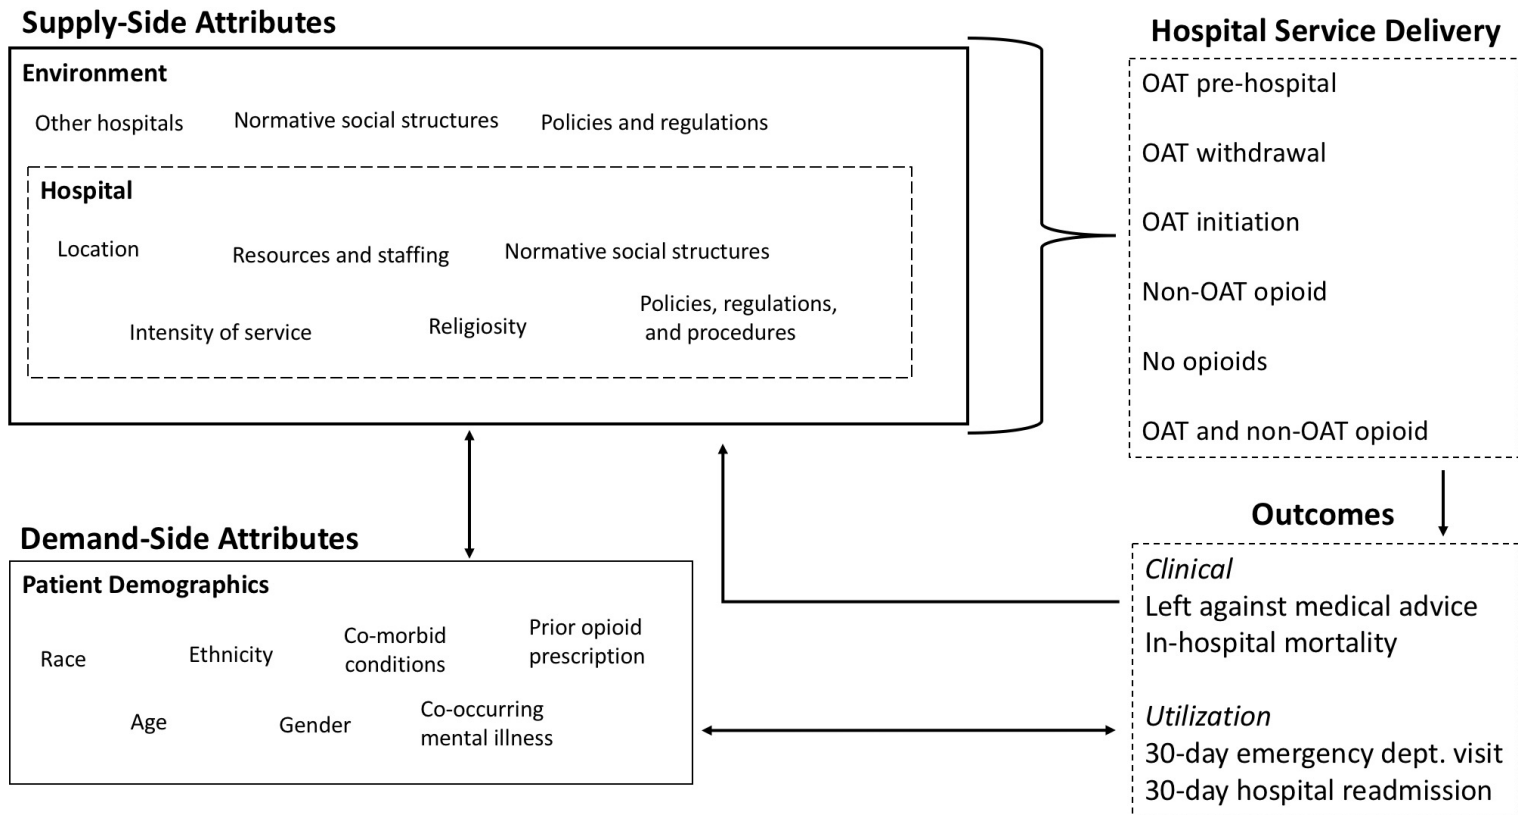 Supply-Side Attributes
Environment
Other hospitals
Normative social structures
Policies and regulations
Hospital
Location
Resources and staffing
Normative social structures
Intensity of service
Religiosity
Policies, regulations,
and procedures
Hospital Service Delivery
OAT pre-hospital
OAT withdrawal
OAT initiation
Non-OAT opioid
No opioids
OAT and non-OAT opioid
Demand-Side Attributes
Patient Demographics
Race
Ethnicity
Co-morbid
conditions
Prior opioid
prescription
Age
Gender
Co-occurring
mental illness
Outcomes
Clinical
Left against medical advice
In-hospital mortality
Utilization
30-day emergency dept. visit
30-day hospital readmission